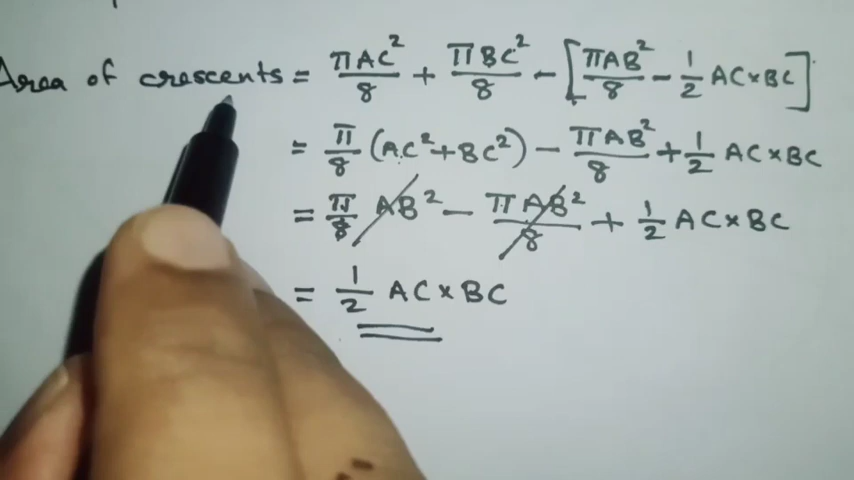 Area of crescents = πAC²/8 + πBC²/8 - [πAB²/8 - 1/2 AC×BC]
= π/8 (AC²+BC²) - πAB²/8 + 1/2 AC×BC
= π/8 AB² - πAB²/8 + 1/2 AC×BC
= 1/2 AC×BC